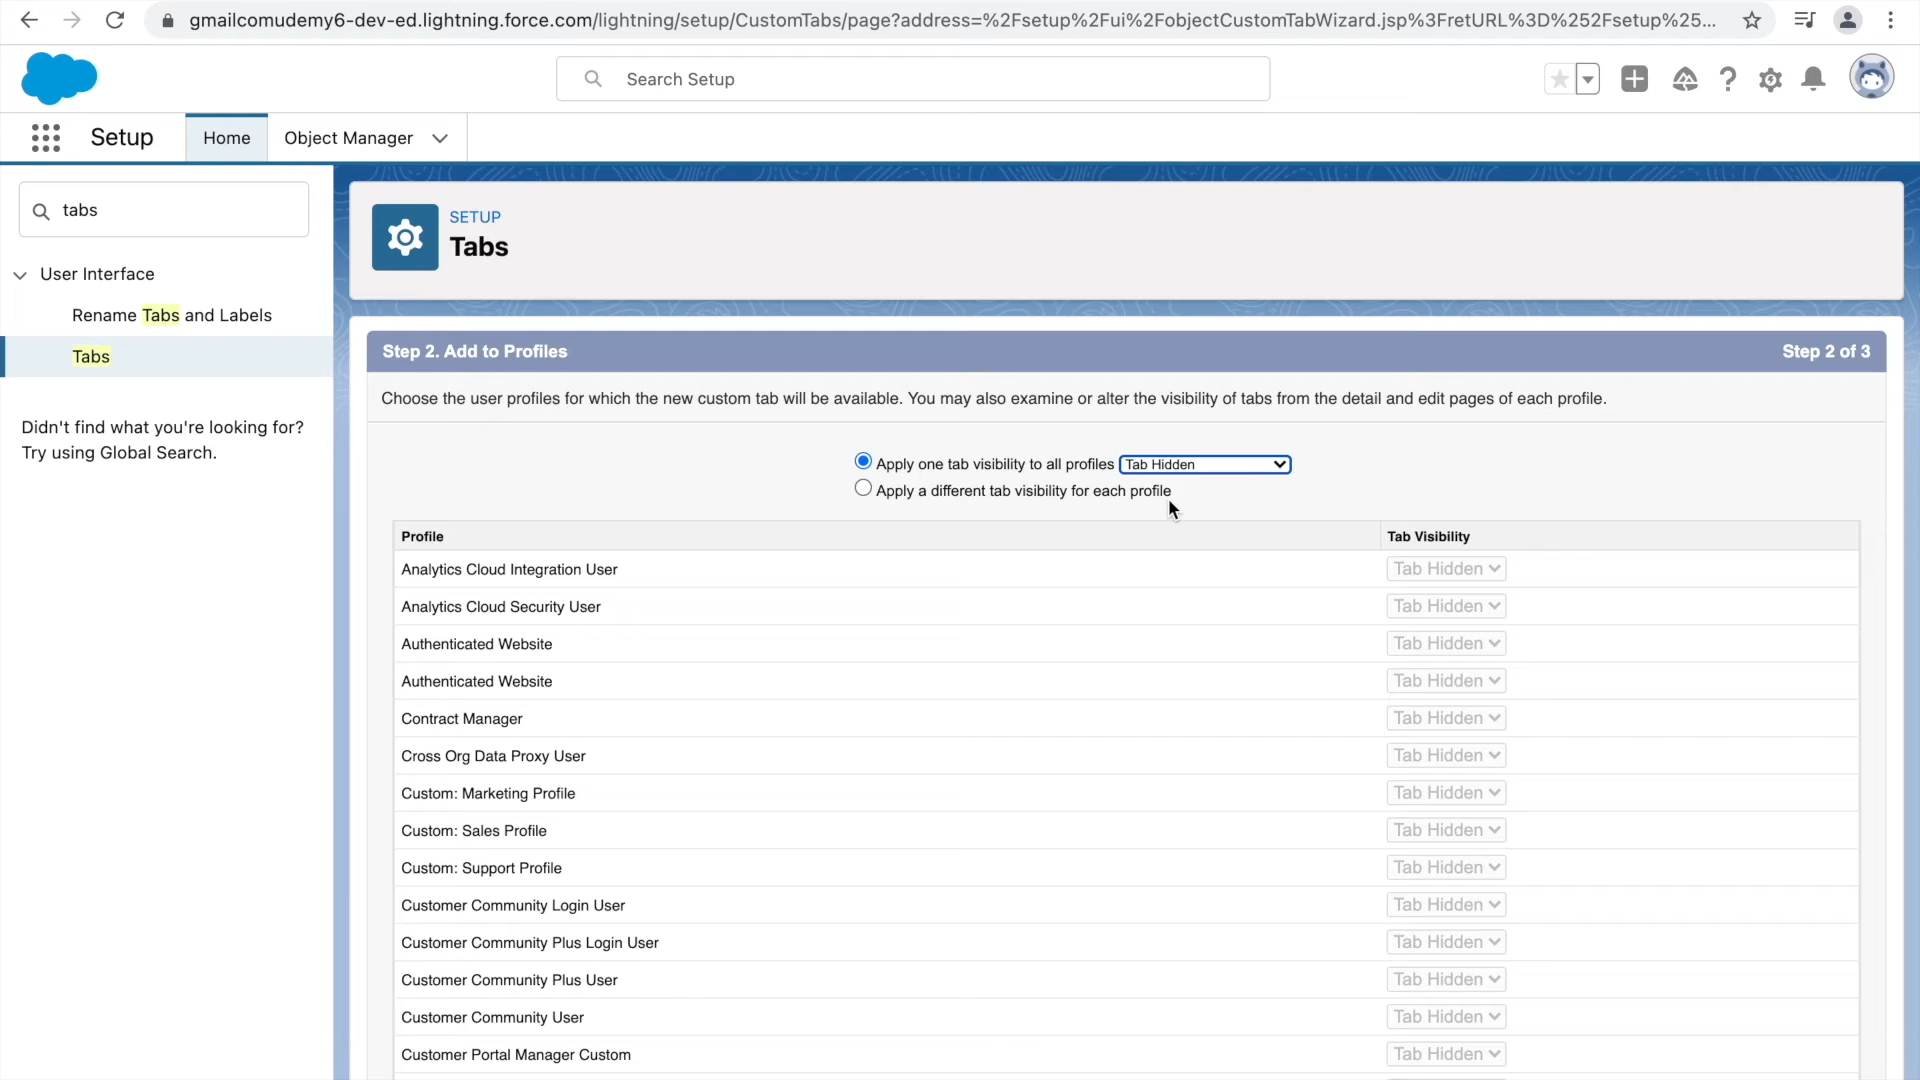 gmailcomudemy6-dev-ed.lightning.force.com/lightning/setup/CustomTabs/page?address=%2Fsetup%2Fui%2FobjectCustomTabWizard.jsp%3FretURL%3D%252Fsetup%25...
Search Setup
Setup
Home
Object Manager
tabs
User Interface
Rename Tabs and Labels
Tabs
Didn't find what you're looking for?
Try using Global Search.
SETUP
Tabs
Step 2. Add to Profiles
Step 2 of 3
Choose the user profiles for which the new custom tab will be available. You may also examine or alter the visibility of tabs from the detail and edit pages of each profile.
Apply one tab visibility to all profiles Tab Hidden
Apply a different tab visibility for each profile
Profile Tab Visibility
Analytics Cloud Integration User Tab Hidden
Analytics Cloud Security User Tab Hidden
Authenticated Website Tab Hidden
Authenticated Website Tab Hidden
Contract Manager Tab Hidden
Cross Org Data Proxy User Tab Hidden
Custom: Marketing Profile Tab Hidden
Custom: Sales Profile Tab Hidden
Custom: Support Profile Tab Hidden
Customer Community Login User Tab Hidden
Customer Community Plus Login User Tab Hidden
Customer Community Plus User Tab Hidden
Customer Community User Tab Hidden
Customer Portal Manager Custom Tab Hidden